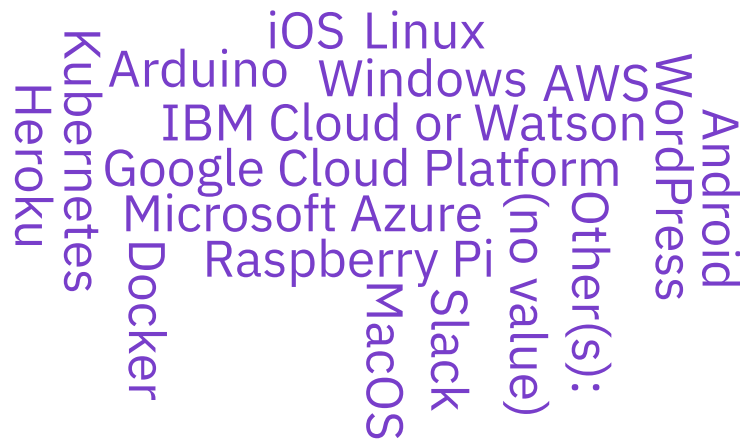 iOS
Linux
Arduino
Windows
AWS
IBM Cloud or Watson
Google Cloud Platform
Microsoft Azure
Raspberry Pi
Heroku
Kubernetes
Docker
MacOS
Slack
(no value)
Other(s):
WordPress
Android